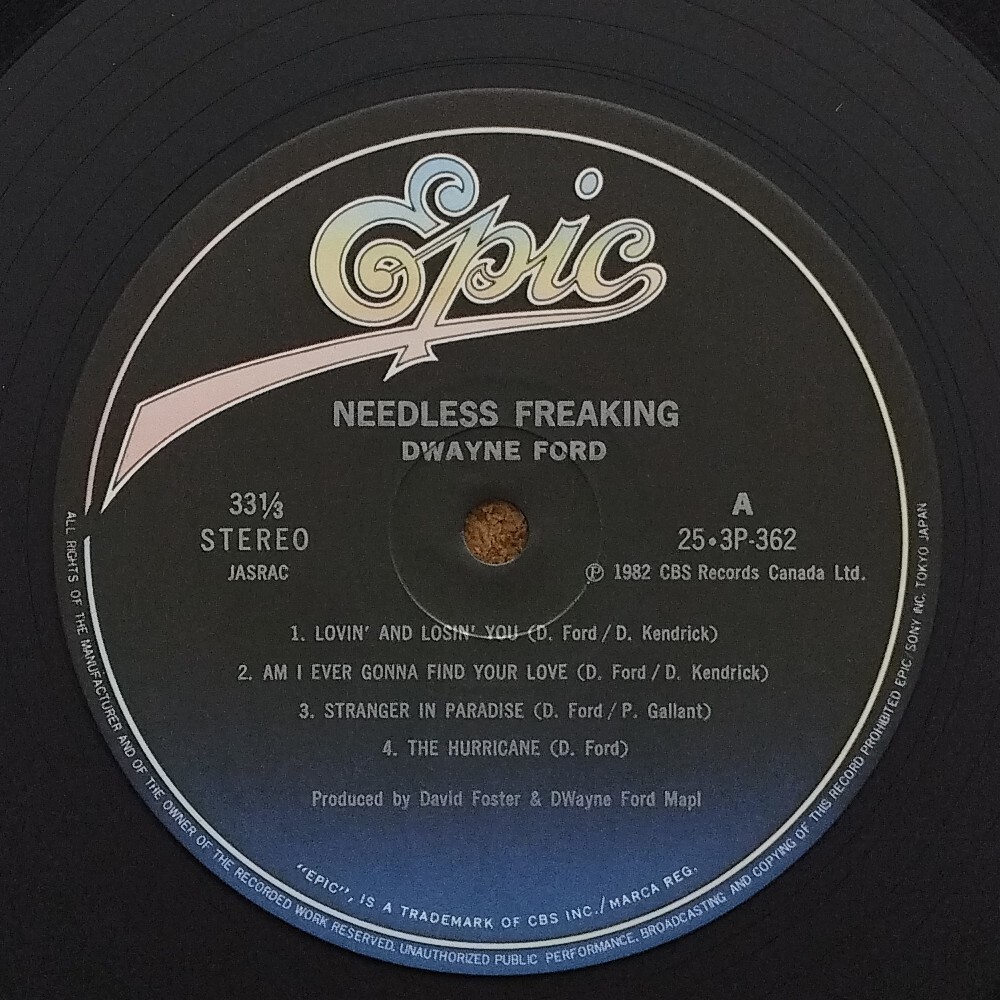 Epic
NEEDLESS FREAKING
DWAYNE FORD
33⅓
STEREO
JASRAC
A
25・3P-362
Ⓟ 1982 CBS Records Canada Ltd.
1. LOVIN' AND LOSIN' YOU (D. Ford / D. Kendrick)
2. AM I EVER GONNA FIND YOUR LOVE (D. Ford / D. Kendrick)
3. STRANGER IN PARADISE (D. Ford / P. Gallant)
4. THE HURRICANE (D. Ford)
Produced by David Foster & DWayne Ford Mapl
"EPIC", IS A TRADEMARK OF CBS INC./MARCA REG.
ALL RIGHTS OF THE MANUFACTURER AND OF THE OWNER OF THE RECORDED WORK RESERVED. UNAUTHORIZED PUBLIC PERFORMANCE. BROADCASTING AND COPYING OF THIS RECORD PROHIBITED EPIC/SONY INC. TOKYO JAPAN